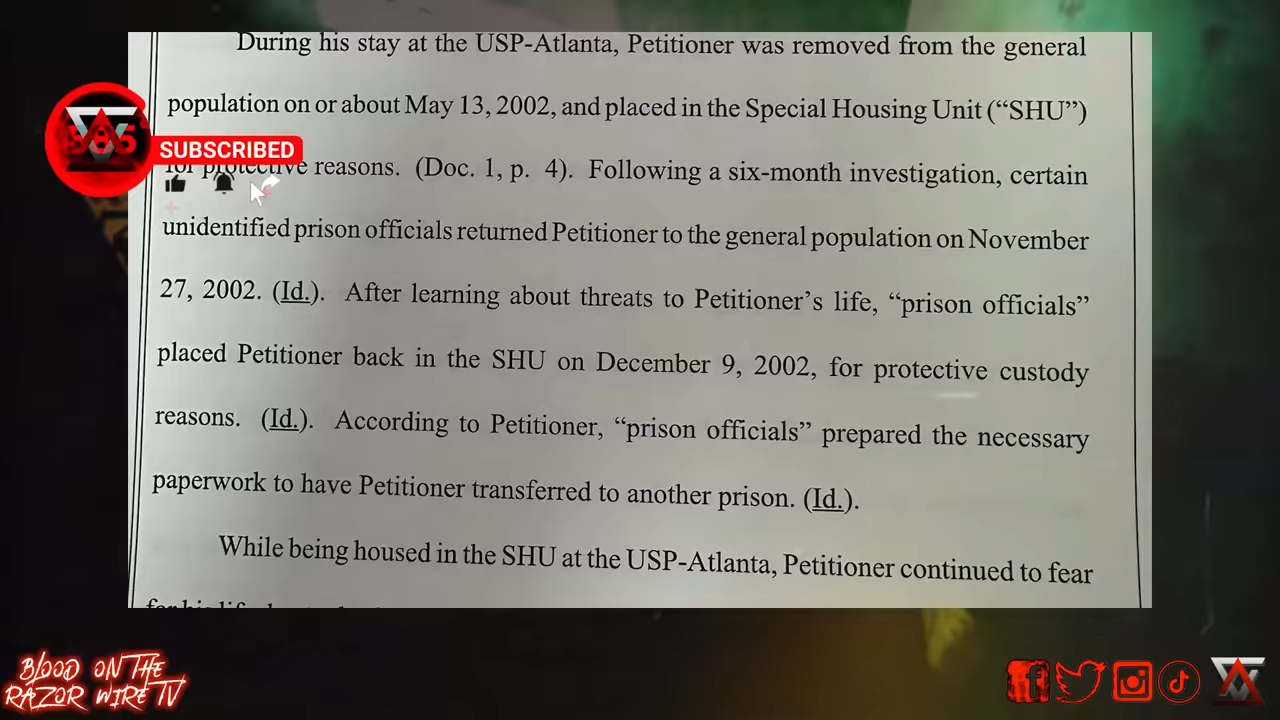 During his stay at the USP-Atlanta, Petitioner was removed from the general
population on or about May 13, 2002, and placed in the Special Housing Unit (“SHU”)
SUBSCRIBED
for protective reasons. (Doc. 1, p. 4). Following a six-month investigation, certain
unidentified prison officials returned Petitioner to the general population on November
27, 2002. (Id.). After learning about threats to Petitioner’s life, “prison officials”
placed Petitioner back in the SHU on December 9, 2002, for protective custody
reasons. (Id.). According to Petitioner, “prison officials” prepared the necessary
paperwork to have Petitioner transferred to another prison. (Id.).
While being housed in the SHU at the USP-Atlanta, Petitioner continued to fear
BLOOD ON THE
RAZOR WIRE TV